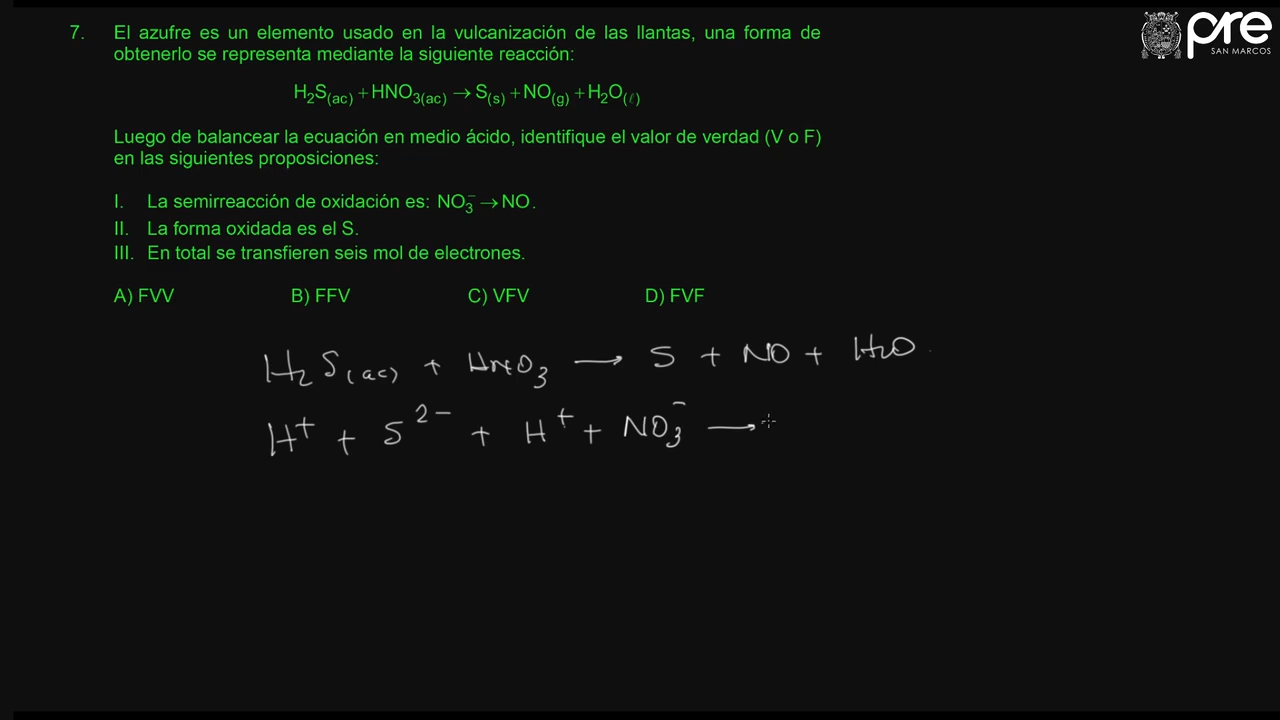 pre
SAN MARCOS
7. El azufre es un elemento usado en la vulcanización de las llantas, una forma de
obtenerlo se representa mediante la siguiente reacción:
H₂S(ac) + HNO₃(ac) → S(s) + NO(g) + H₂O(ℓ)
Luego de balancear la ecuación en medio ácido, identifique el valor de verdad (V o F)
en las siguientes proposiciones:
I. La semirreacción de oxidación es: NO₃⁻ → NO.
II. La forma oxidada es el S.
III. En total se transfieren seis mol de electrones.
A) FVV B) FFV C) VFV D) FVF
H₂S(ac) + HNO₃ → S + NO + H₂O
H⁺ + S²⁻ + H⁺ + NO₃⁻ →